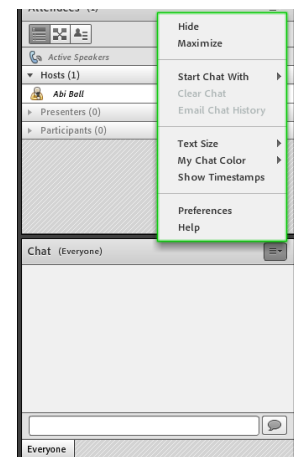 Attendees (1)
Active Speakers
Hosts (1)
Abi Ball
Presenters (0)
Participants (0)
Hide
Maximize
Start Chat With
Clear Chat
Email Chat History
Text Size
My Chat Color
Show Timestamps
Preferences
Help
Chat (Everyone)
Everyone